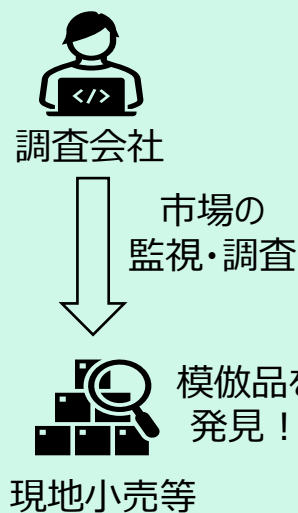 </>
調査会社
市場の
監視・調査
模倣品を
発見！
現地小売等